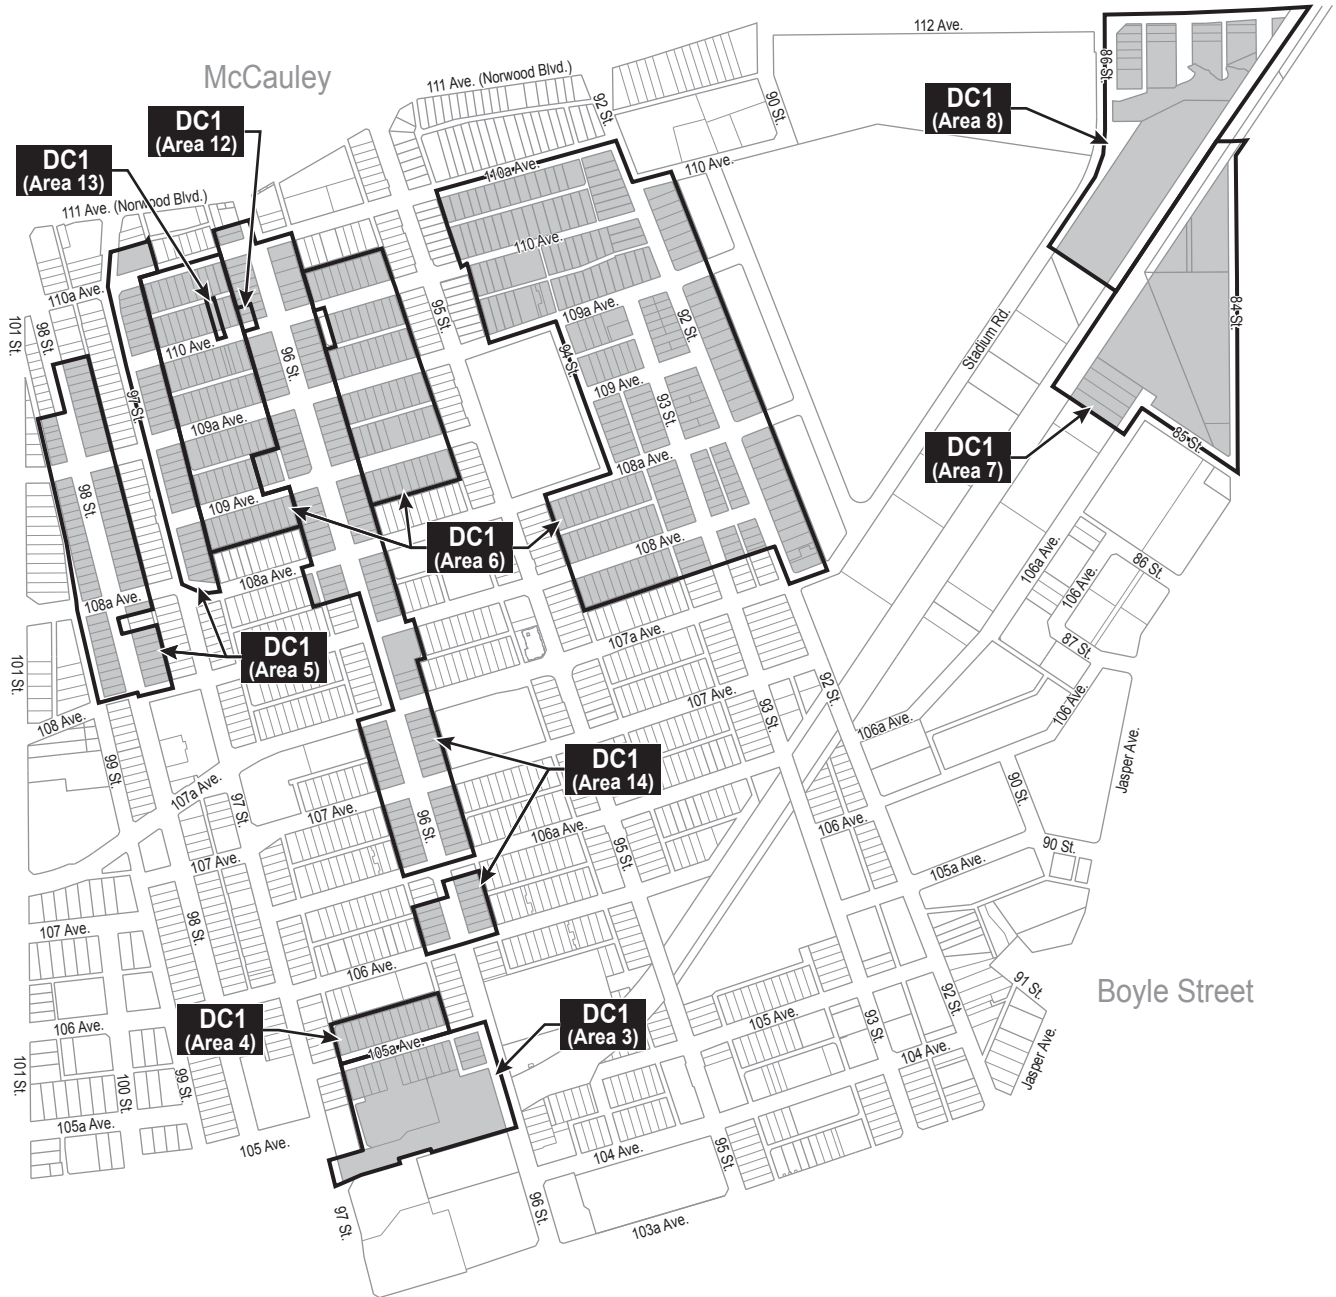 112 Ave.
McCauley
111 Ave. (Norwood Blvd.)
92 St.
90 St.
86 St.
DC1
(Area 8)
DC1
(Area 12)
DC1
(Area 13)
110a Ave.
110 Ave.
111 Ave. (Norwood Blvd.)
110 Ave.
110a Ave.
95 St.
109a Ave.
92 St.
84 St.
101 St.
98 St.
110 Ave.
96 St.
94 St.
Stadium Rd.
97 St.
109 Ave.
93 St.
109a Ave.
DC1
(Area 7)
85 St.
108a Ave.
98 St.
109 Ave.
DC1
(Area 6)
108 Ave.
106a Ave.
86 St.
108a Ave.
106 Ave.
108a Ave.
107a Ave.
87 St.
DC1
(Area 5)
101 St.
92 St.
107 Ave.
93 St.
106 Ave.
108 Ave.
106a Ave.
99 St.
DC1
(Area 14)
Jasper Ave.
107a Ave.
90 St.
97 St.
107 Ave.
96 St.
106a Ave.
106 Ave.
95 St.
90 St.
107 Ave.
105a Ave.
98 St.
107 Ave.
106 Ave.
91 St.
Boyle Street
92 St.
DC1
(Area 4)
DC1
(Area 3)
105 Ave.
93 St.
106 Ave.
105a Ave.
104 Ave.
Jasper Ave.
101 St.
99 St.
100 St.
105a Ave.
105 Ave.
104 Ave.
95 St.
97 St.
96 St.
103a Ave.